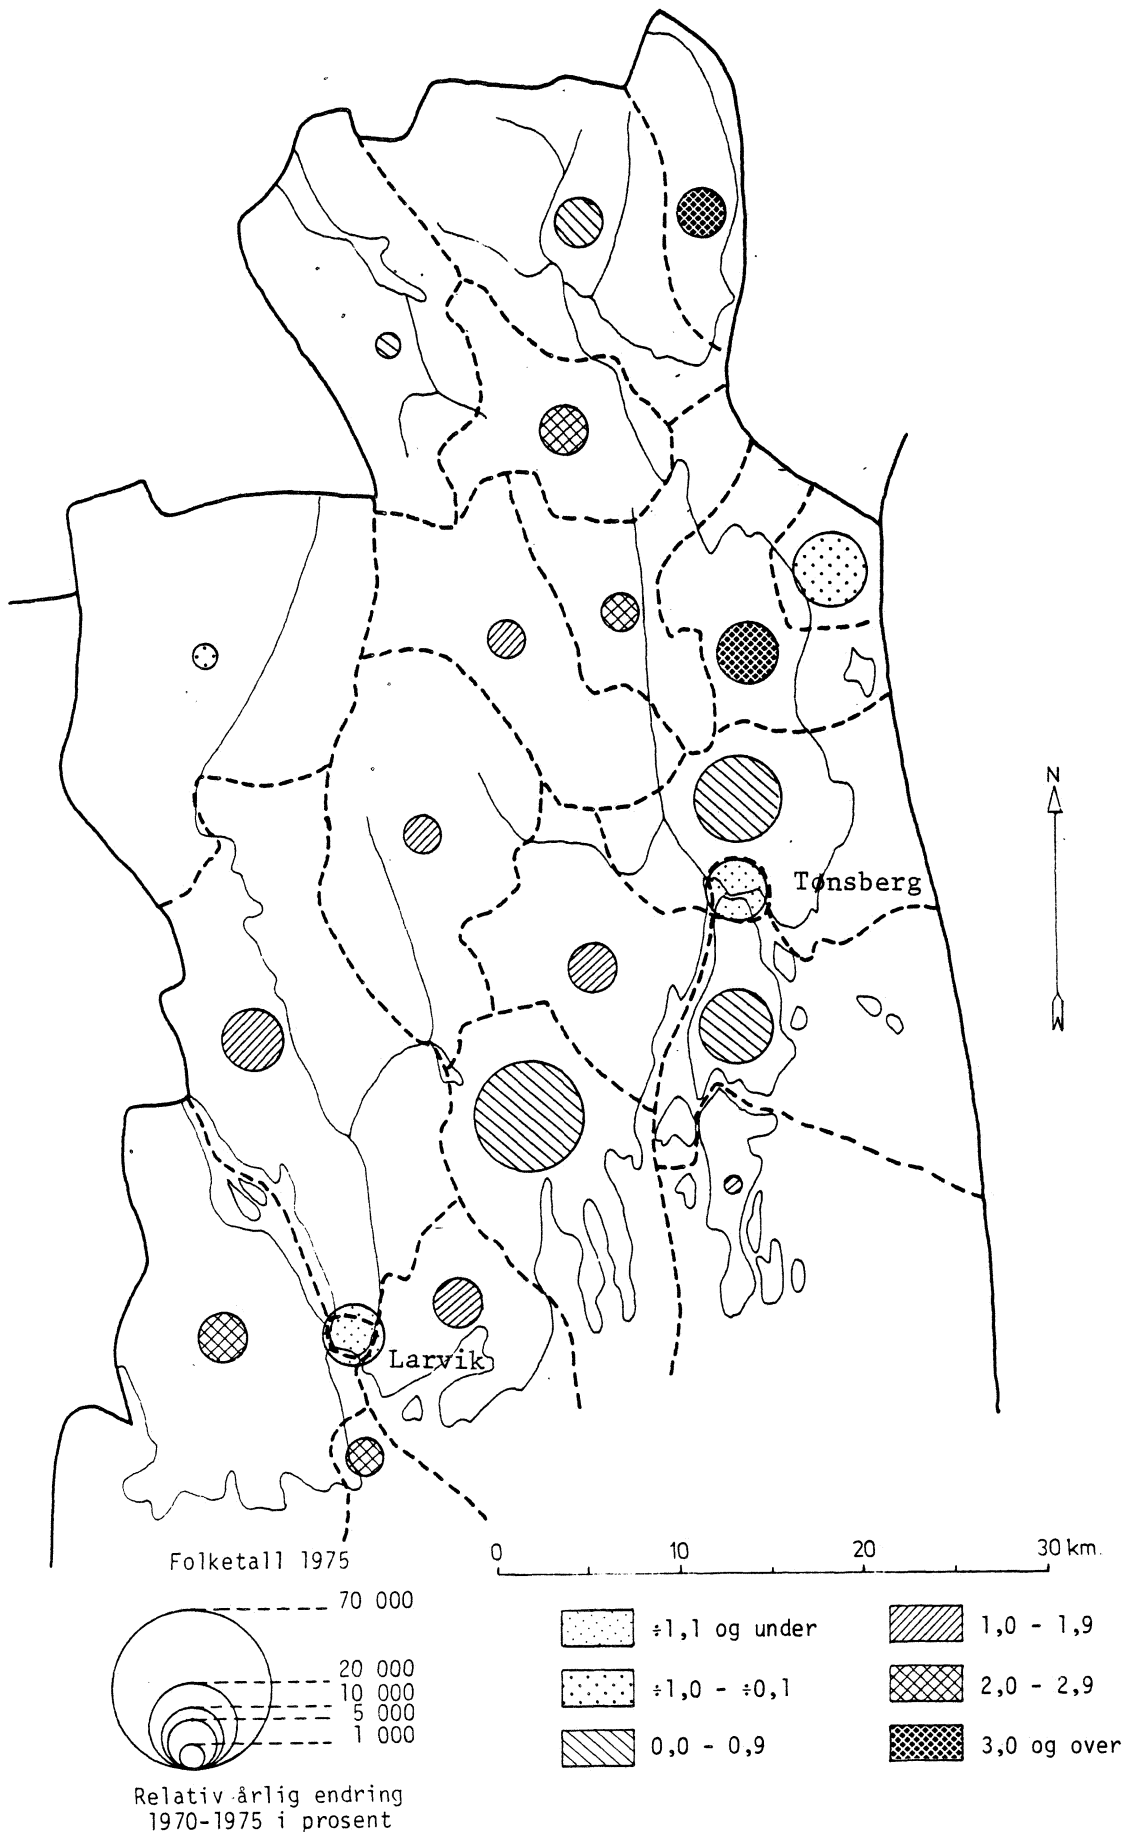 N
Tønsberg
Larvik
Folketall 1975
70 000
20 000
10 000
5 000
1 000
Relativ årlig endring
1970-1975 i prosent
0 10 20 30 km.
÷1,1 og under
÷1,0 - ÷0,1
0,0 - 0,9
1,0 - 1,9
2,0 - 2,9
3,0 og over